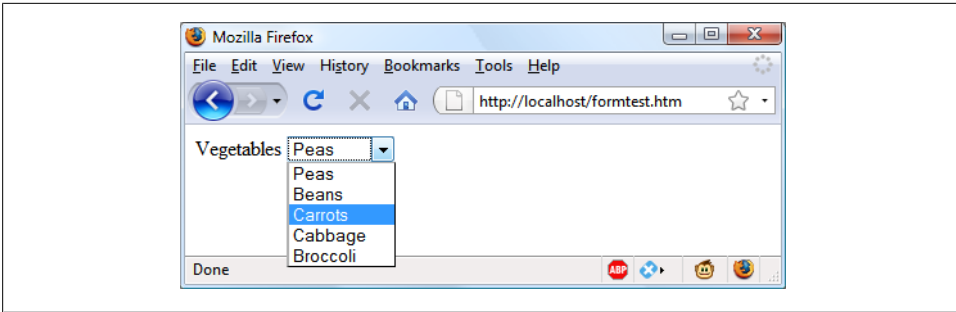 Mozilla Firefox
File Edit View History Bookmarks Tools Help
http://localhost/formtest.htm
Vegetables Peas
Peas
Beans
Carrots
Cabbage
Broccoli
Done
ABP